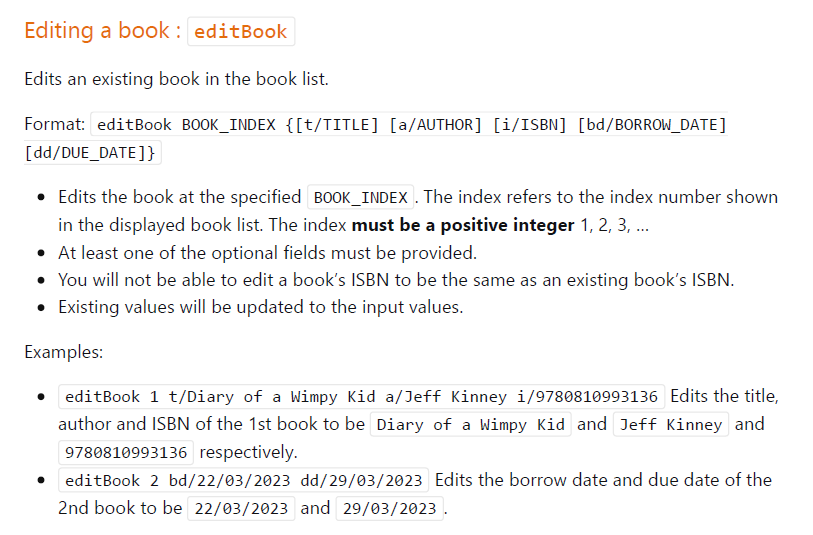 Editing a book : editBook
Edits an existing book in the book list.
Format: editBook BOOK_INDEX {[t/TITLE] [a/AUTHOR] [i/ISBN] [bd/BORROW_DATE]
[dd/DUE_DATE]}
Edits the book at the specified BOOK_INDEX. The index refers to the index number shown
in the displayed book list. The index must be a positive integer 1, 2, 3, …
At least one of the optional fields must be provided.
You will not be able to edit a book’s ISBN to be the same as an existing book’s ISBN.
Existing values will be updated to the input values.
Examples:
editBook 1 t/Diary of a Wimpy Kid a/Jeff Kinney i/9780810993136 Edits the title,
author and ISBN of the 1st book to be Diary of a Wimpy Kid and Jeff Kinney and
9780810993136 respectively.
editBook 2 bd/22/03/2023 dd/29/03/2023 Edits the borrow date and due date of the
2nd book to be 22/03/2023 and 29/03/2023.